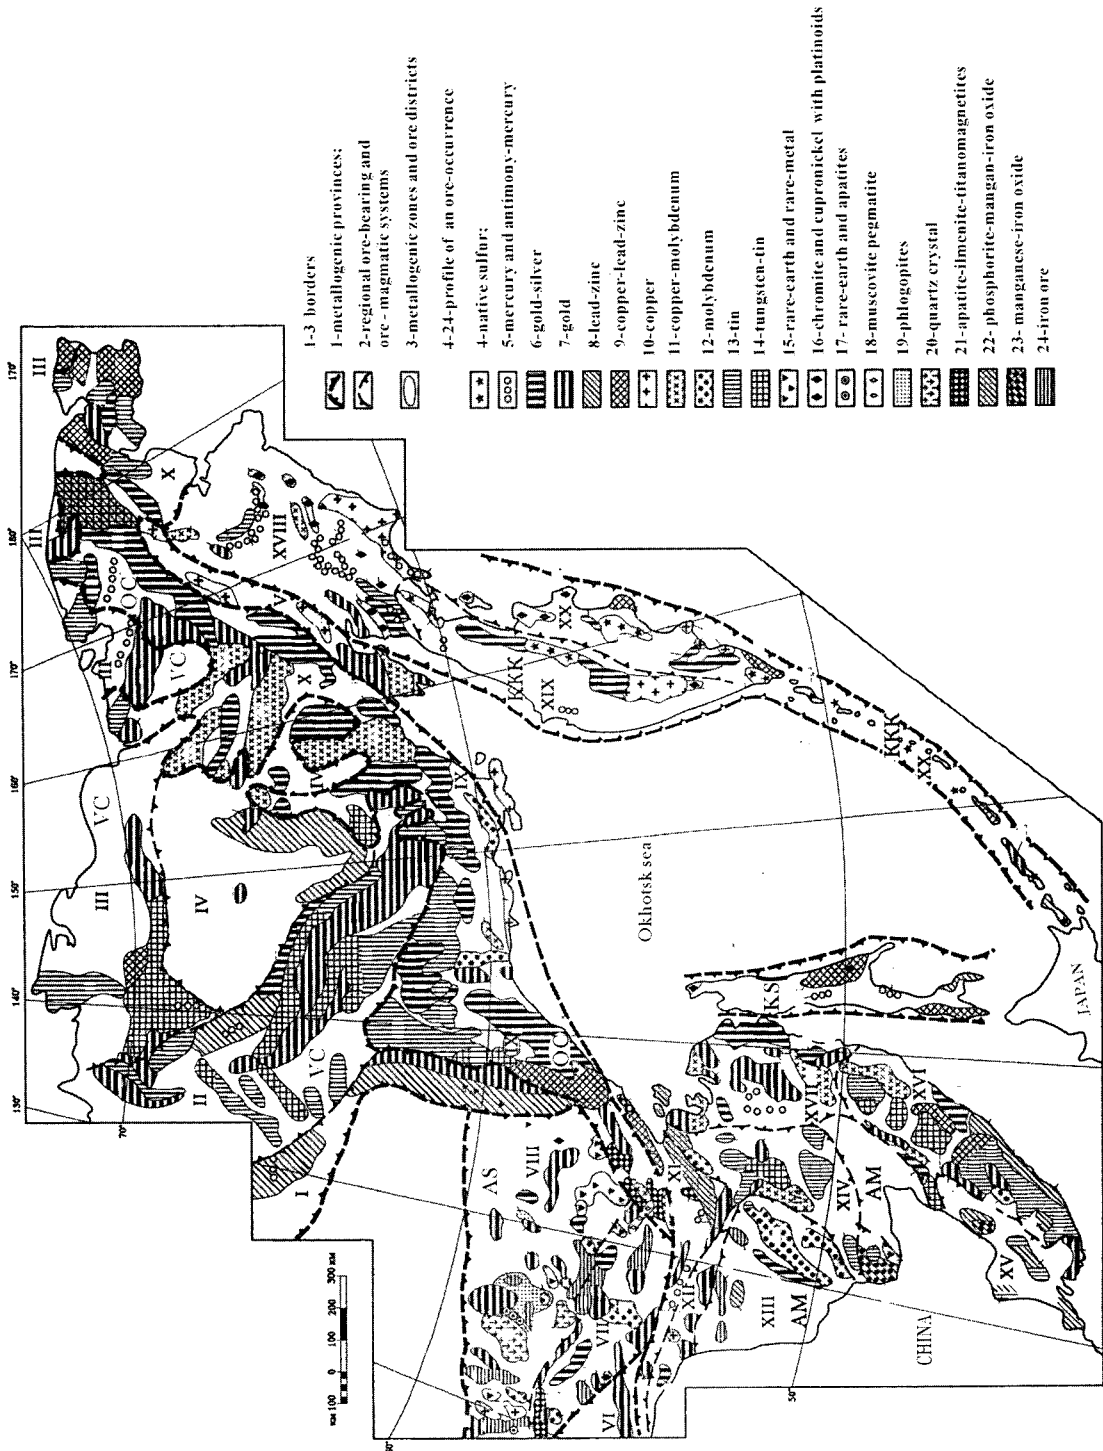 1-3 borders
1-metallogenic provinces;
2-regional ore-bearing and
ore- magmatic systems
3-metallogenic zones and ore districts
4-24-profile of an ore-occurrence
4-native sulfur;
5-mercury and antimony-mercury
6-gold-silver
7-gold
8-lead-zinc
9-copper-lead-zinc
10-copper
11-copper-molybdenum
12-molybdenum
13-tin
14-tungsten-tin
15-rare-earth and rare-metal
16-chromite and cupronickel with platinoids
17- rare-earth and apatites
18-muscovite pegmatite
19-phlogopites
20-quartz crystal
21-apatite-ilmenite-titanomagnetites
22- phosphorite-mangan-iron oxide
23- manganese-iron oxide
24-iron ore
130°
140°
150°
160°
170°
180°
170°
70°
50°
III
III
III
VC
VC
VC
OC
OC
X
X
XVIII
V
IV
IV
II
I
IX
IX
KKK
XIX
XX
KKK
XX
Okhotsk sea
KS
JAPAN
AS
VIII
VII
VI
XI
XII
XIII
AM
XIV
AM
XV
XVI
XVII
CHINA
км 100 0 100 200 300 км